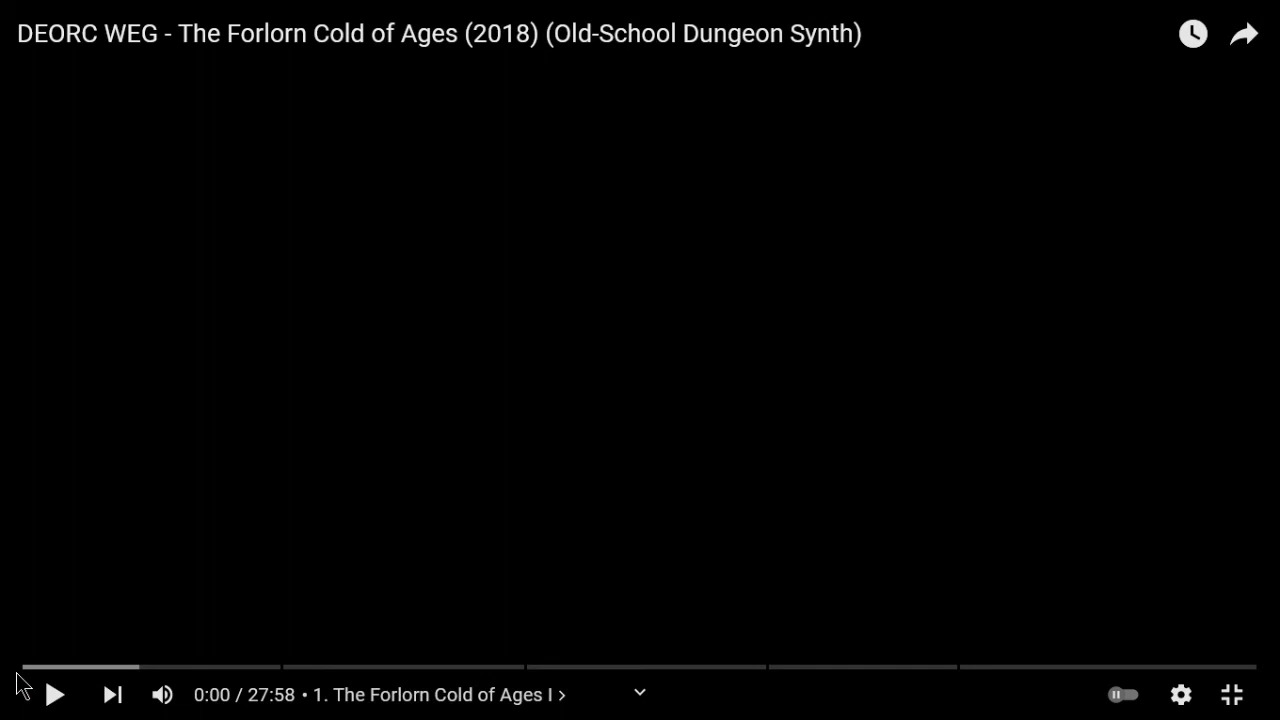 DEORC WEG - The Forlorn Cold of Ages (2018) (Old-School Dungeon Synth)
0:00 / 27:58 • 1. The Forlorn Cold of Ages I >